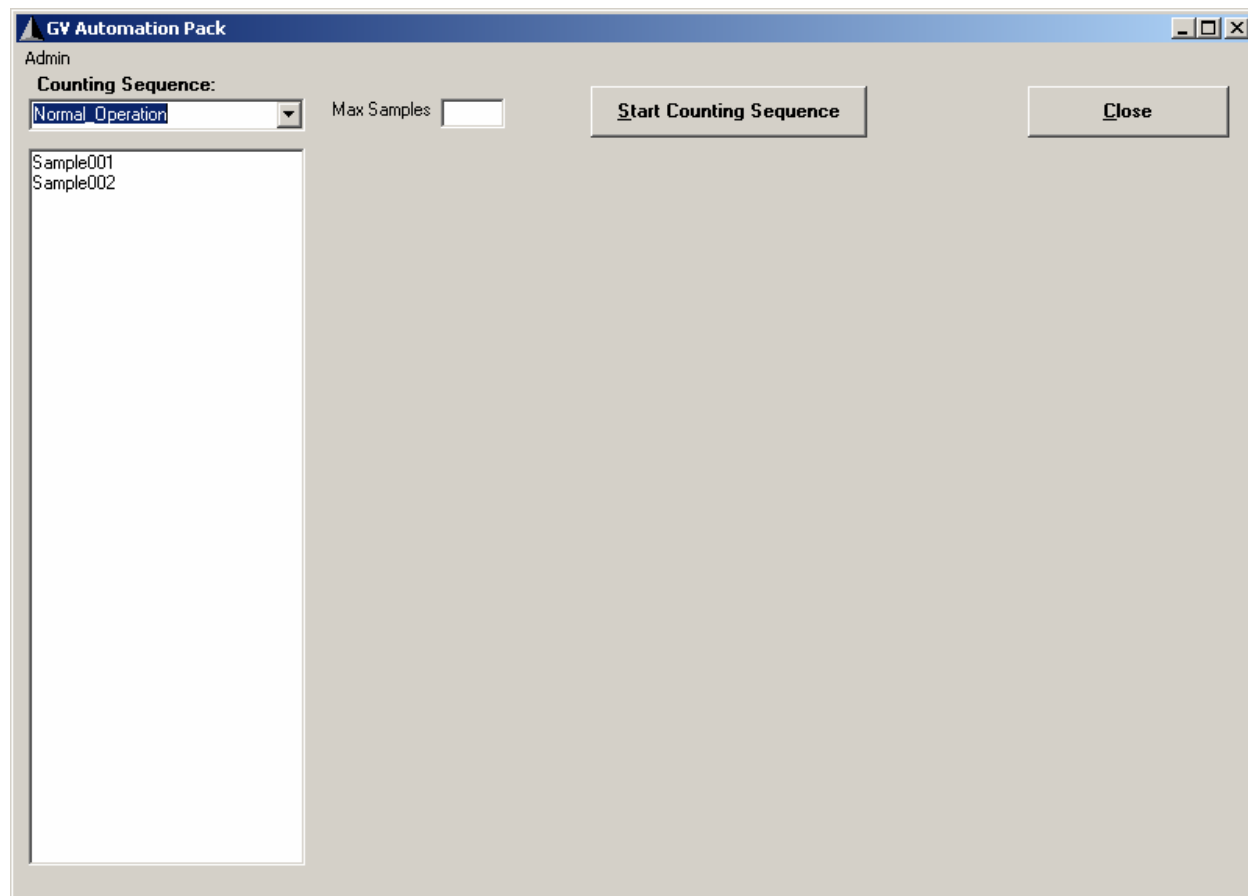 GV Automation Pack
Admin
Counting Sequence:
Normal_Operation
Max Samples
Start Counting Sequence
Close
Sample001
Sample002